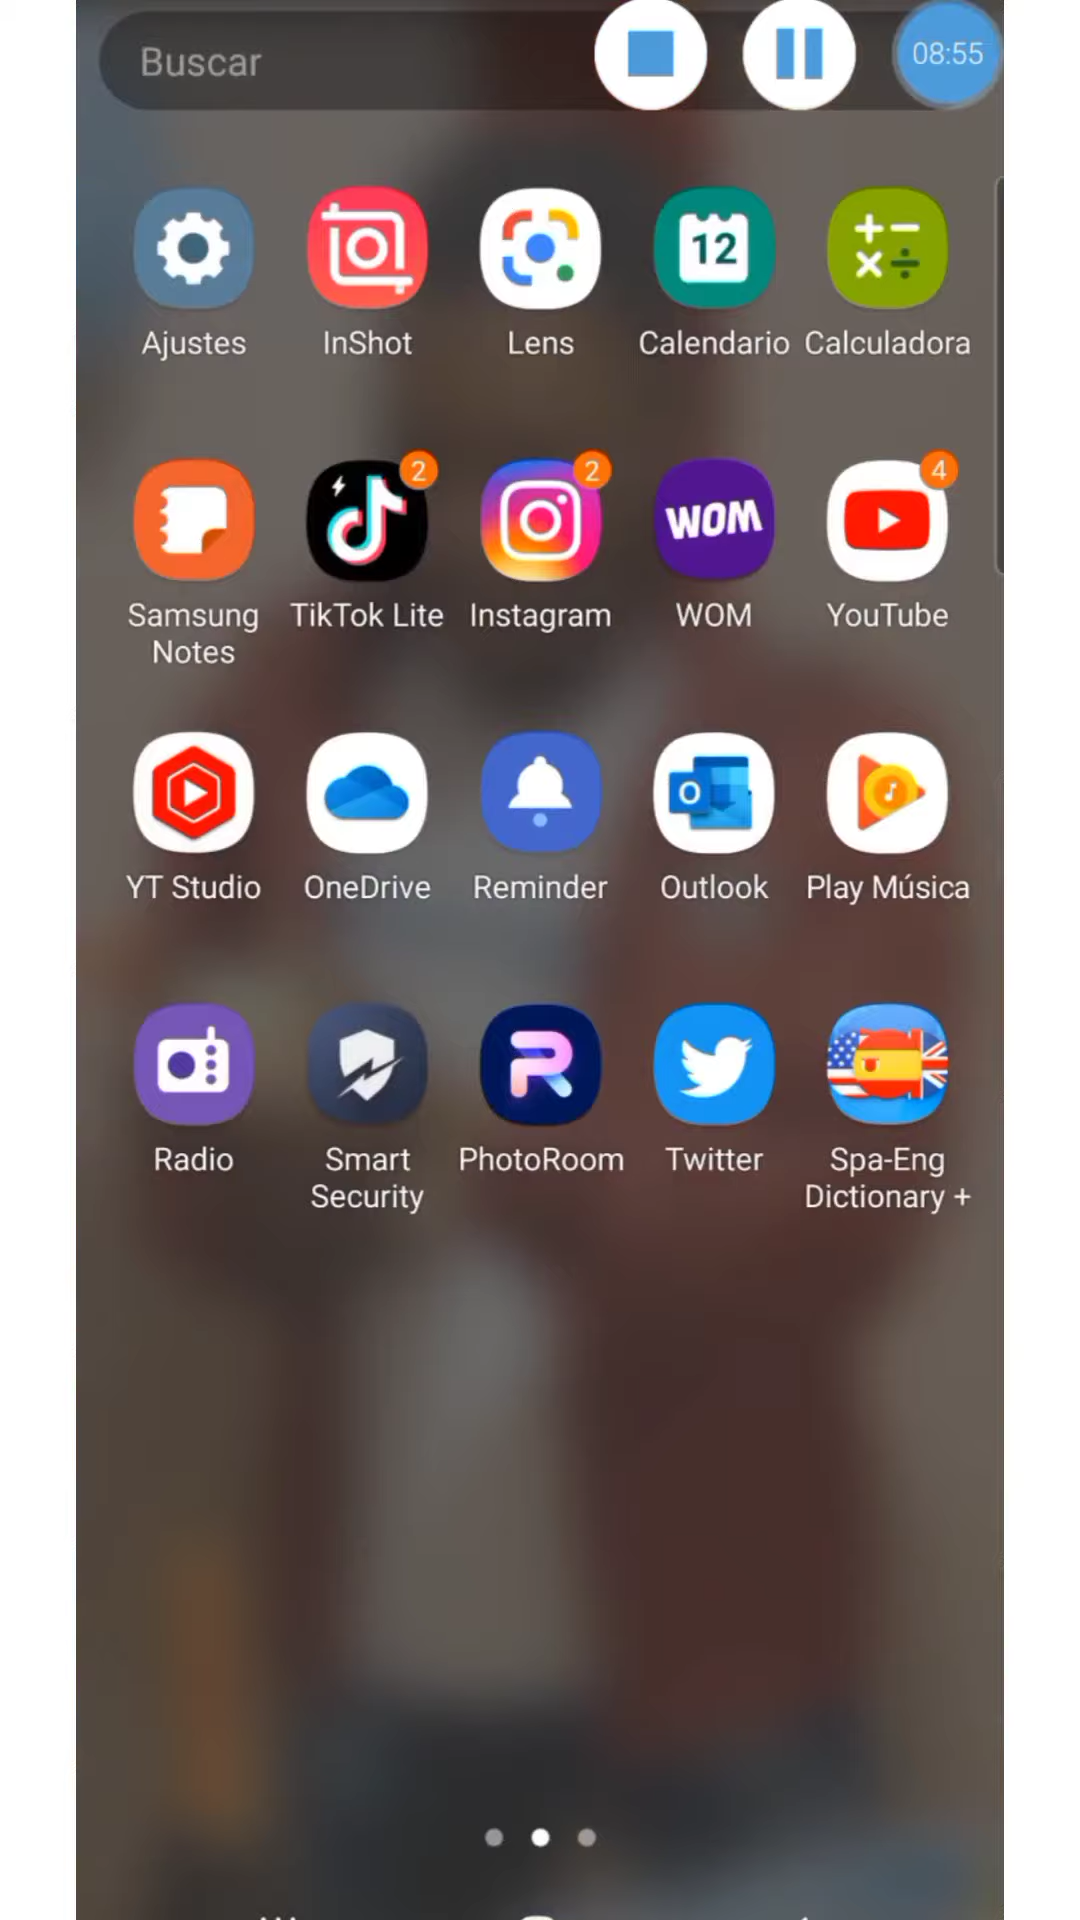 Buscar
08:55
12
Ajustes
InShot
Lens
Calendario
Calculadora
2
2
WOM
4
Samsung
Notes
TikTok Lite
Instagram
WOM
YouTube
O
YT Studio
OneDrive
Reminder
Outlook
Play Música
R
Radio
Smart
Security
PhotoRoom
Twitter
Spa-Eng
Dictionary +